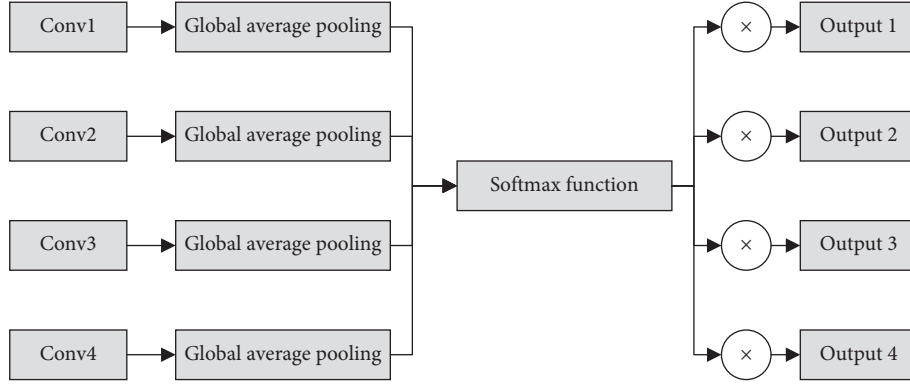 Conv1
Global average pooling
×
Output 1
Conv2
Global average pooling
×
Output 2
Softmax function
Conv3
Global average pooling
×
Output 3
Conv4
Global average pooling
×
Output 4